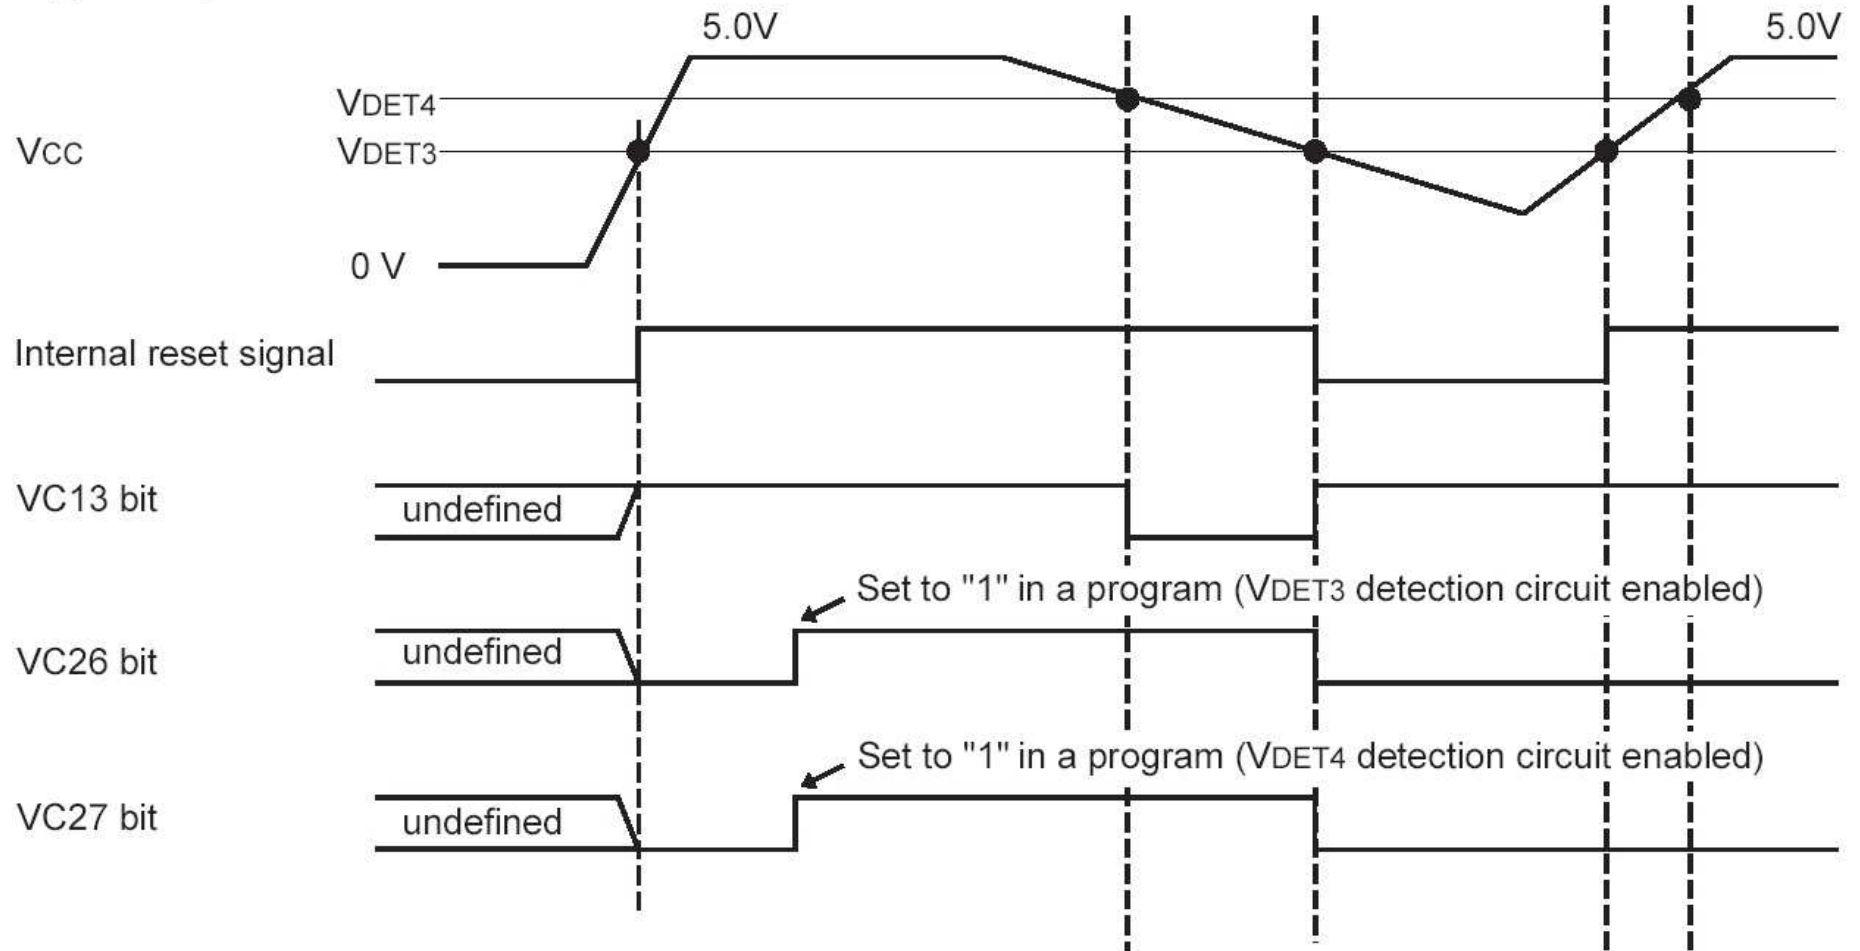 5.0V
5.0V
VDET4
VCC
VDET3
0 V
Internal reset signal
VC13 bit
undefined
Set to "1" in a program (VDET3 detection circuit enabled)
VC26 bit
undefined
Set to "1" in a program (VDET4 detection circuit enabled)
VC27 bit
undefined